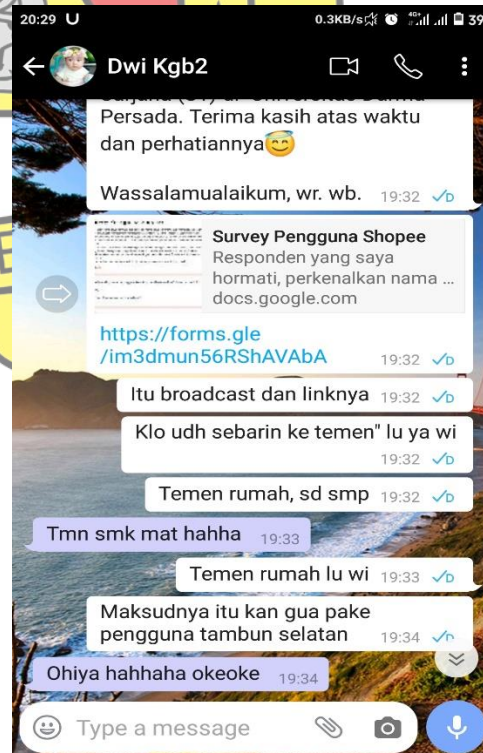 20:29 U 0.3KB/s 4G+ 39
Dwi Kgb2
Persada. Terima kasih atas waktu
dan perhatiannya😇
Wassalamualaikum, wr. wb. 19:32
Survey Pengguna Shopee
Responden yang saya
hormati, perkenalkan nama ...
docs.google.com
https://forms.gle
/im3dmun56RShAVAbA 19:32
Itu broadcast dan linknya 19:32
Klo udh sebarin ke temen" lu ya wi
19:32
Temen rumah, sd smp 19:32
Tmn smk mat hahha 19:33
Temen rumah lu wi 19:33
Maksudnya itu kan gua pake
pengguna tambun selatan 19:34
Ohiya hahhaha okeoke 19:34
Type a message